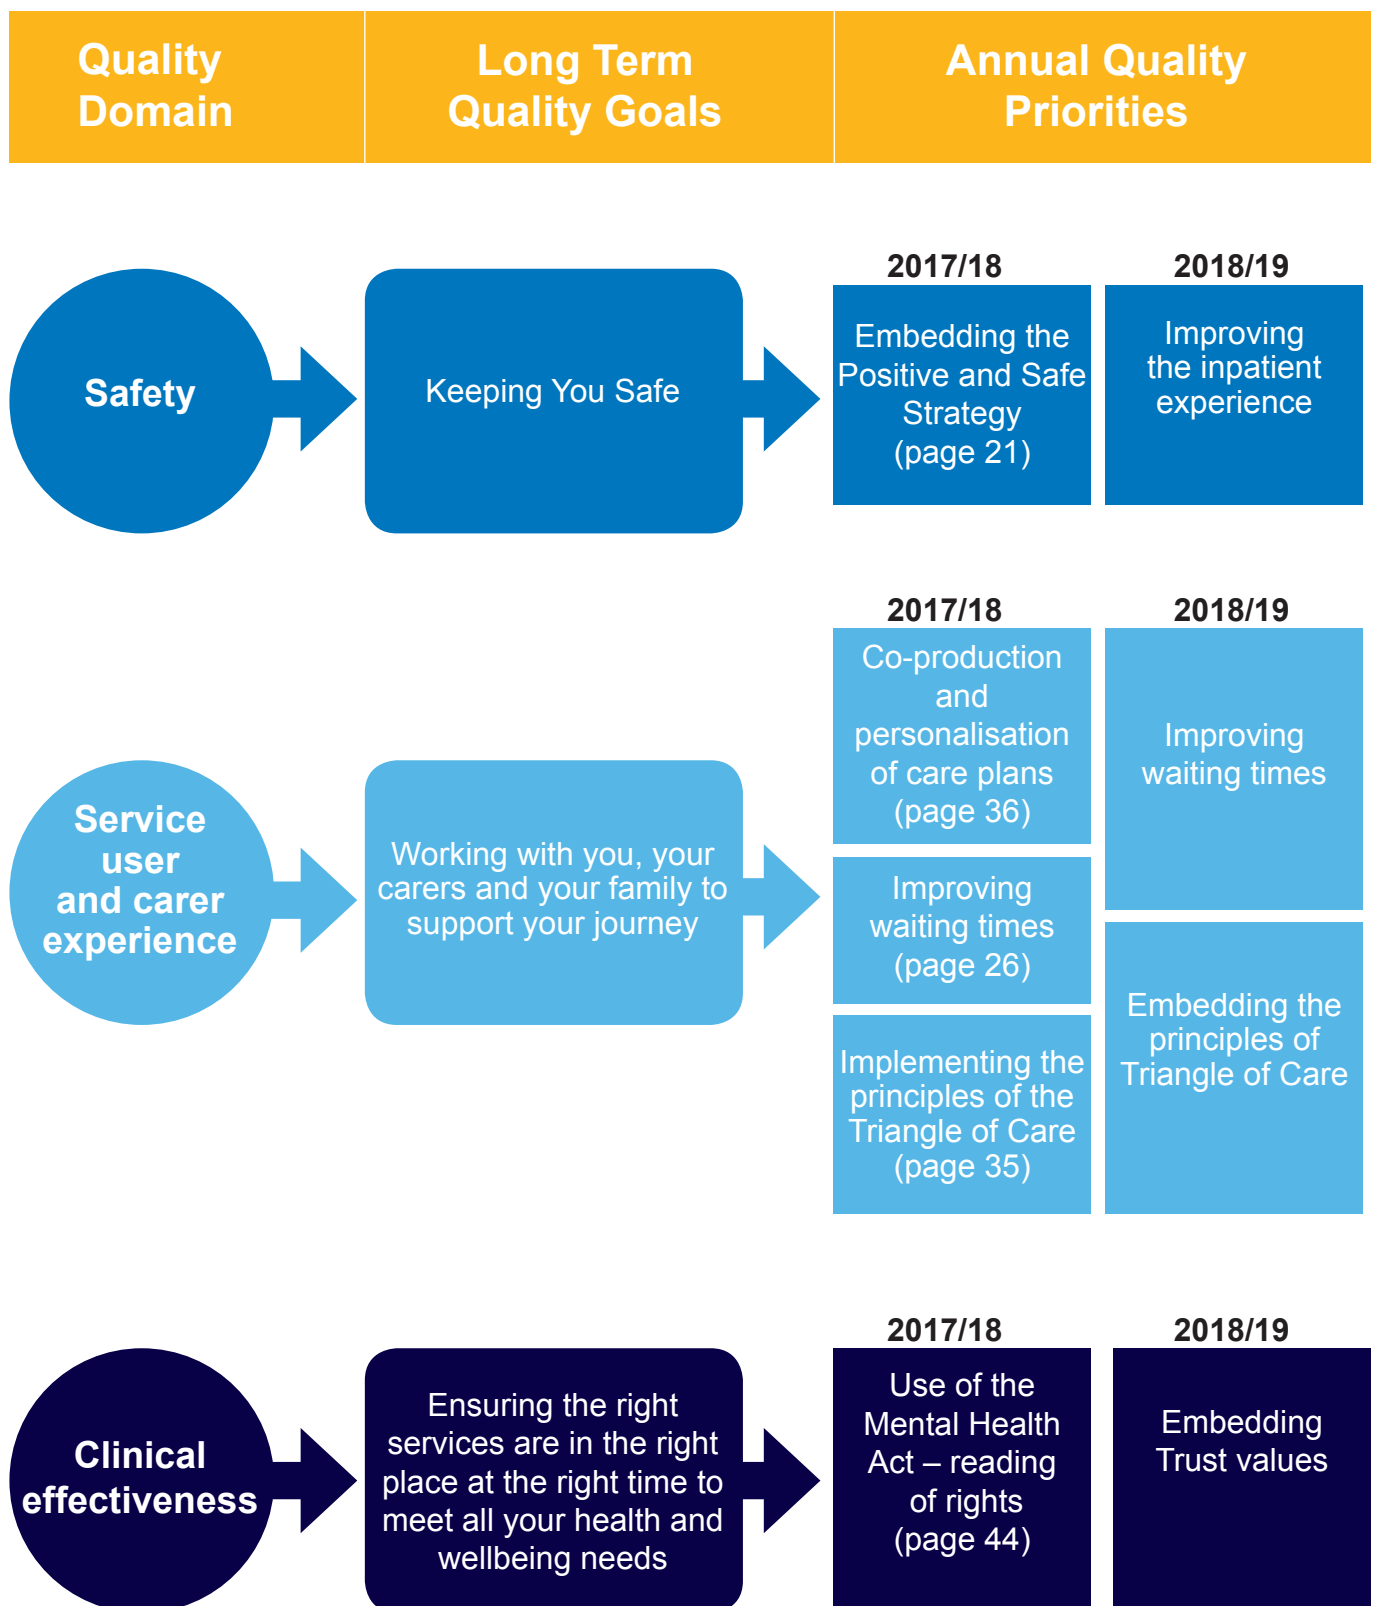 Quality
Domain
Long Term
Quality Goals
Annual Quality
Priorities
Safety
Keeping You Safe
2017/18
Embedding the
Positive and Safe
Strategy
(page 21)
2018/19
Improving
the inpatient
experience
Service
user
and carer
experience
Working with you, your
carers and your family to
support your journey
2017/18
Co-production
and
personalisation
of care plans
(page 36)
Improving
waiting times
(page 26)
Implementing the
principles of the
Triangle of Care
(page 35)
2018/19
Improving
waiting times
Embedding the
principles of
Triangle of Care
Clinical
effectiveness
Ensuring the right
services are in the right
place at the right time to
meet all your health and
wellbeing needs
2017/18
Use of the
Mental Health
Act – reading
of rights
(page 44)
2018/19
Embedding
Trust values